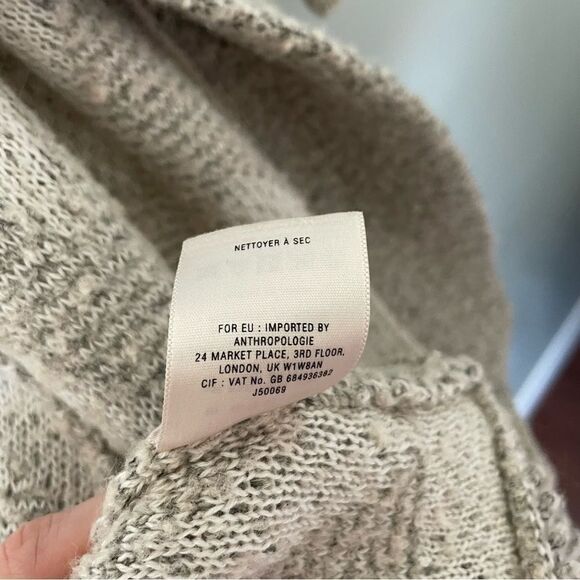 NETTOYER À SEC
FOR EU : IMPORTED BY
ANTHROPOLOGIE
24 MARKET PLACE, 3RD FLOOR,
LONDON, UK W1W8AN
CIF : VAT No. GB 684936382
J50069